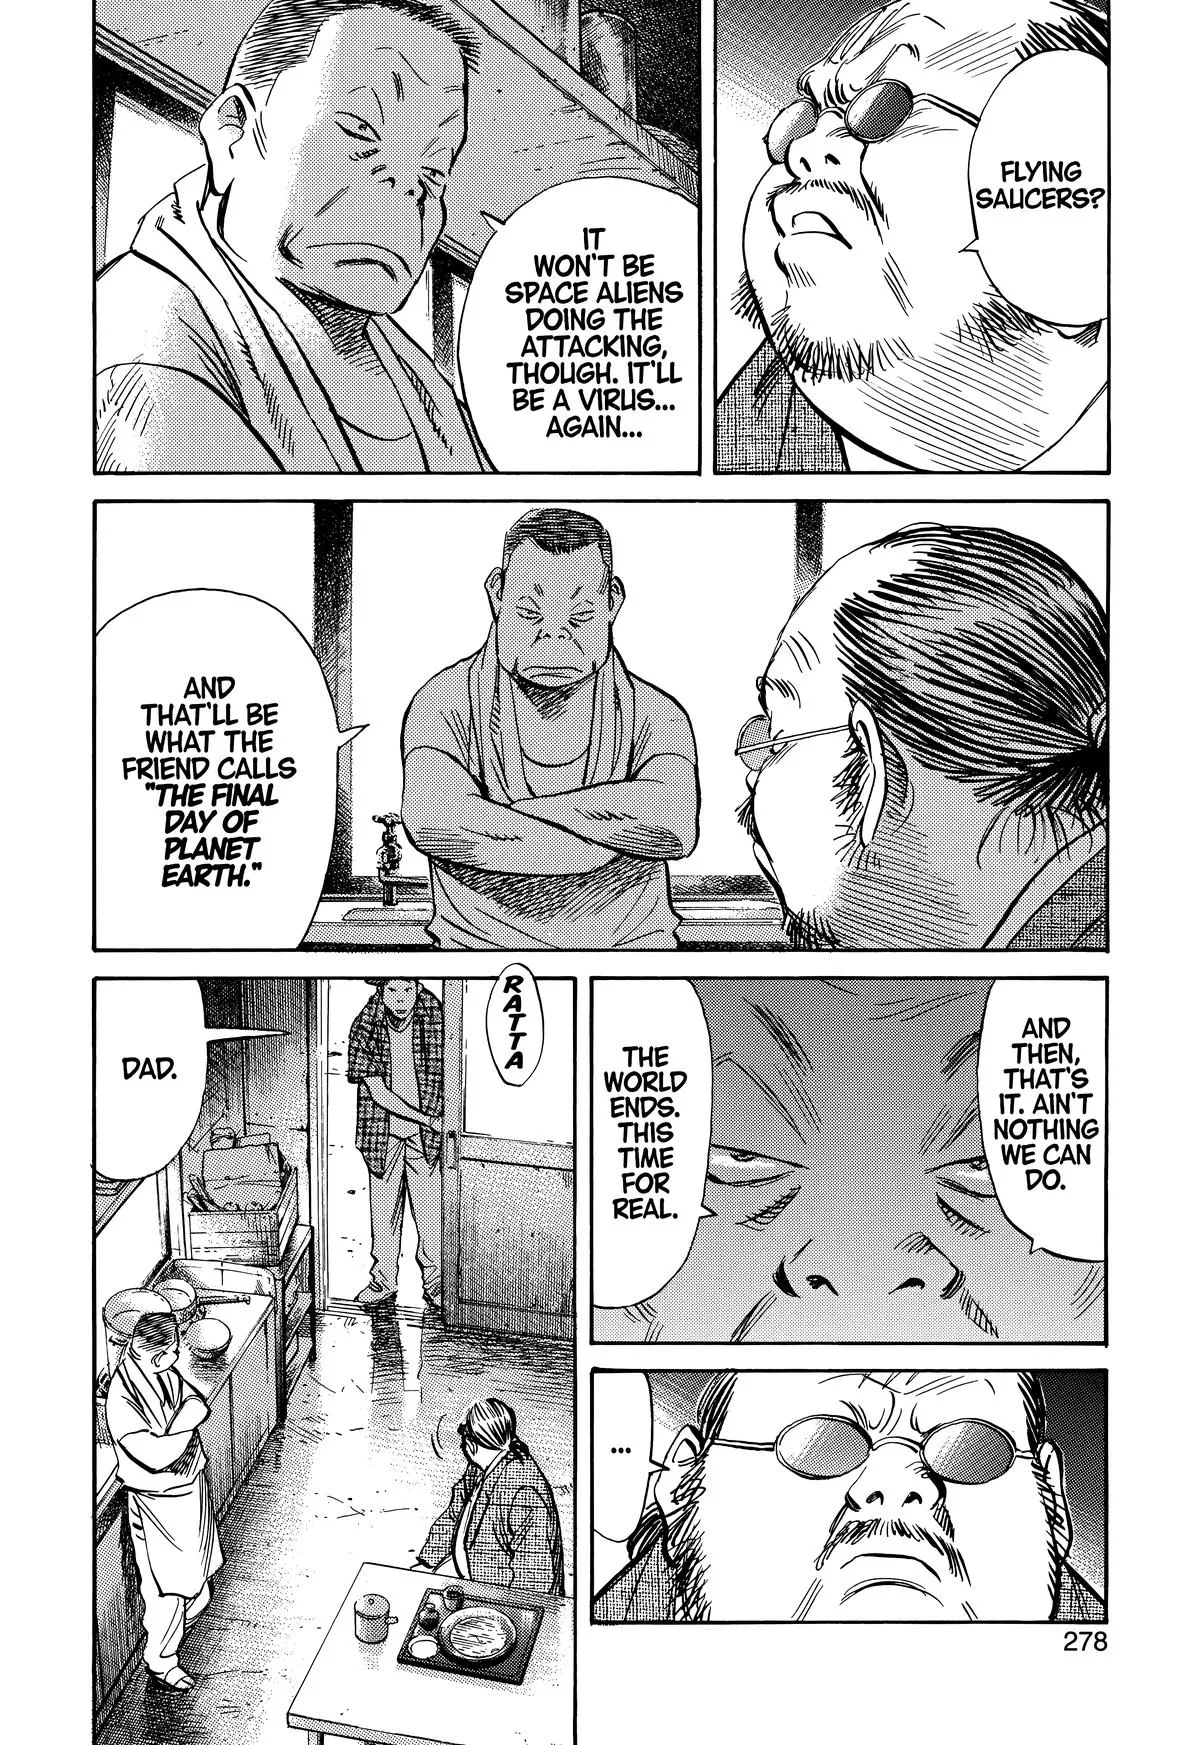 FLYING
SAUCERS?
IT
WON'T BE
SPACE ALIENS
DOING THE
ATTACKING,
THOUGH. IT'LL
BE A VIRUS...
AGAIN...
AND
THAT'LL BE
WHAT THE
FRIEND CALLS
"THE FINAL
DAY OF
PLANET
EARTH."
AND
THEN,
THAT'S
IT. AIN'T
NOTHING
WE CAN
DO.
THE
WORLD
ENDS.
THIS
TIME
FOR
REAL.
...
RATTA
DAD.
278